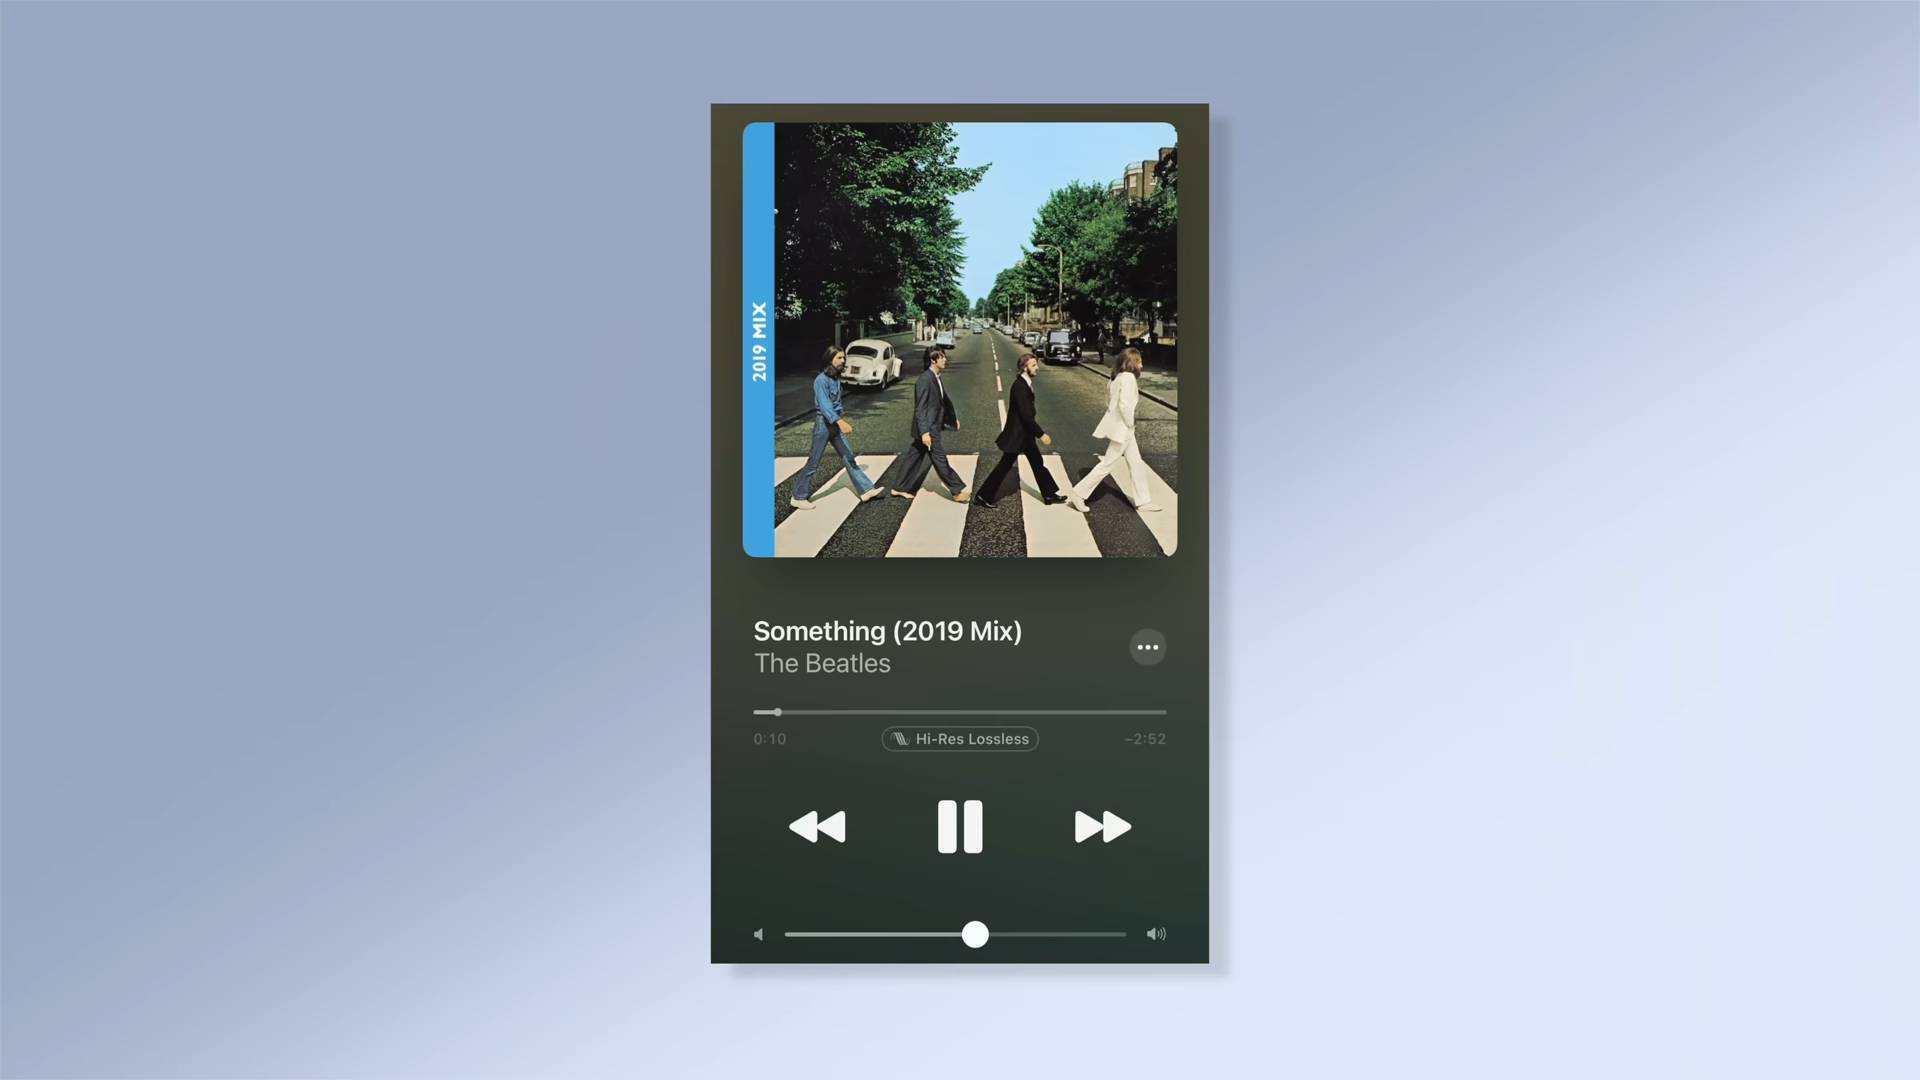 2019 MIX
Something (2019 Mix)
The Beatles
0:10
Hi-Res Lossless
–2:52